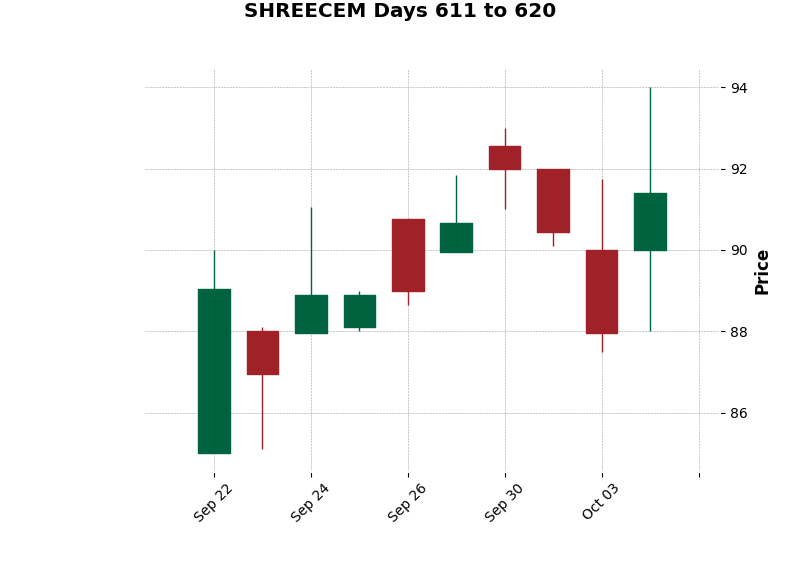 SHREECEM Days 611 to 620
94
92
90
88
86
Price
Sep 22
Sep 24
Sep 26
Sep 30
Oct 03